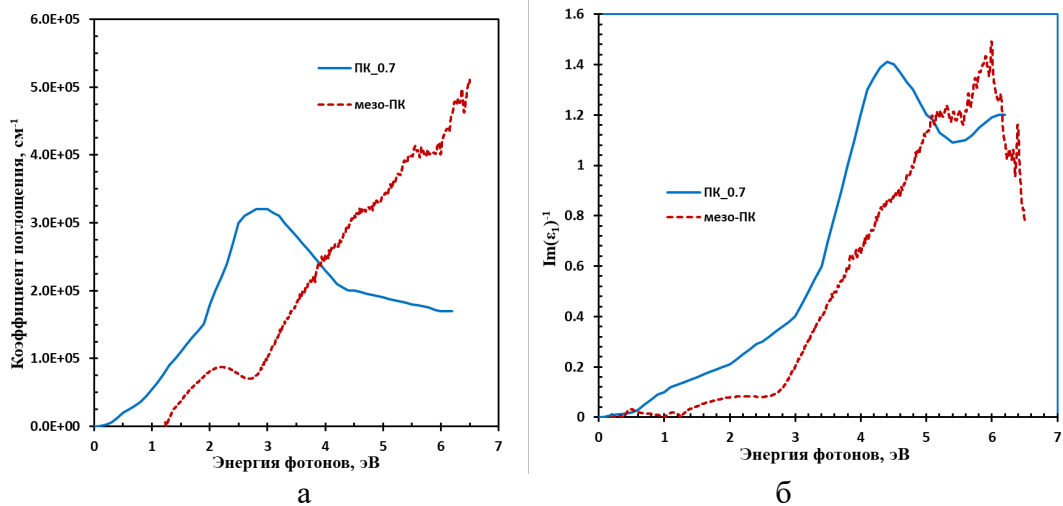 6.0E+05
5.0E+05
4.0E+05
3.0E+05
2.0E+05
1.0E+05
0.0E+00
Коэффициент поглощения, см⁻¹
ПК_0.7
мезо-ПК
0 1 2 3 4 5 6 7
Энергия фотонов, эВ
а
1.6
1.4
1.2
1
0.8
0.6
0.4
0.2
0
Im(ε₁)⁻¹
ПК_0.7
мезо-ПК
0 1 2 3 4 5 6 7
Энергия фотонов, эВ
б